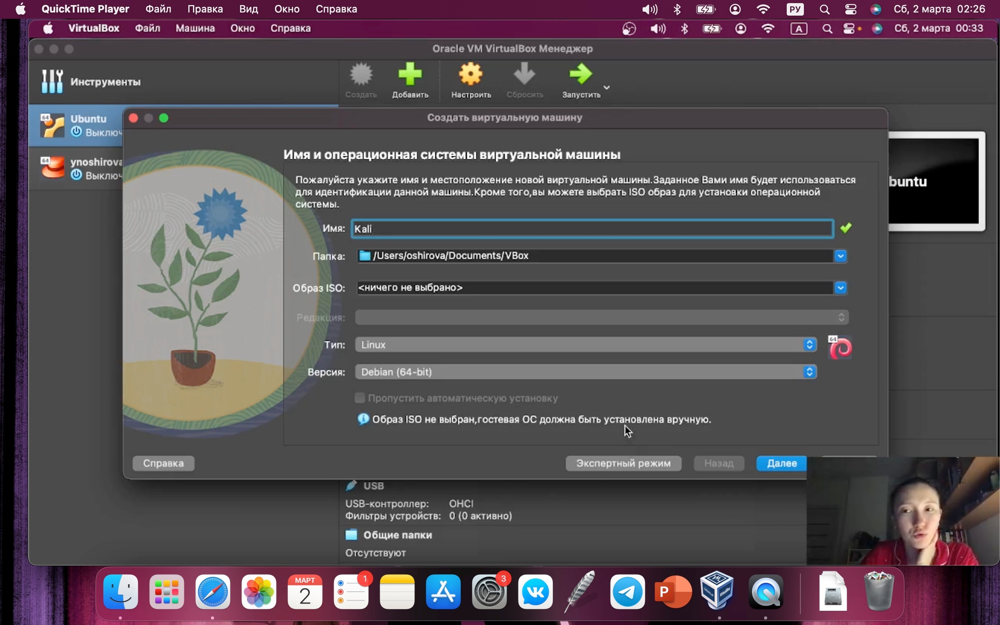 QuickTime Player Файл Правка Вид Окно Справка РУ Сб, 2 марта 02:26
VirtualBox Файл Машина Окно Справка A Сб, 2 марта 00:33
Oracle VM VirtualBox Менеджер
Инструменты
Создать Добавить Настроить Сбросить Запустить
64 Ubuntu
Выключ
64 ynoshirova
Выключ
buntu
Создать виртуальную машину
Имя и операционная системы виртуальной машины
Пожалуйста укажите имя и местоположение новой виртуальной машины.Заданное Вами имя будет использоваться
для идентификации данной машины.Кроме того,вы можете выбрать ISO образ для установки операционной
системы.
Имя: Kali
Папка: /Users/oshirova/Documents/VBox
Образ ISO: <ничего не выбрано>
Редакция:
Тип: Linux 64
Версия: Debian (64-bit)
Пропустить автоматическую установку
Образ ISO не выбран,гостевая ОС должна быть установлена вручную.
Справка Экспертный режим Назад Далее
USB
USB-контроллер: OHCI
Фильтры устройств: 0 (0 активно)
Общие папки
Отсутствуют
МАРТ
2
1
3
P